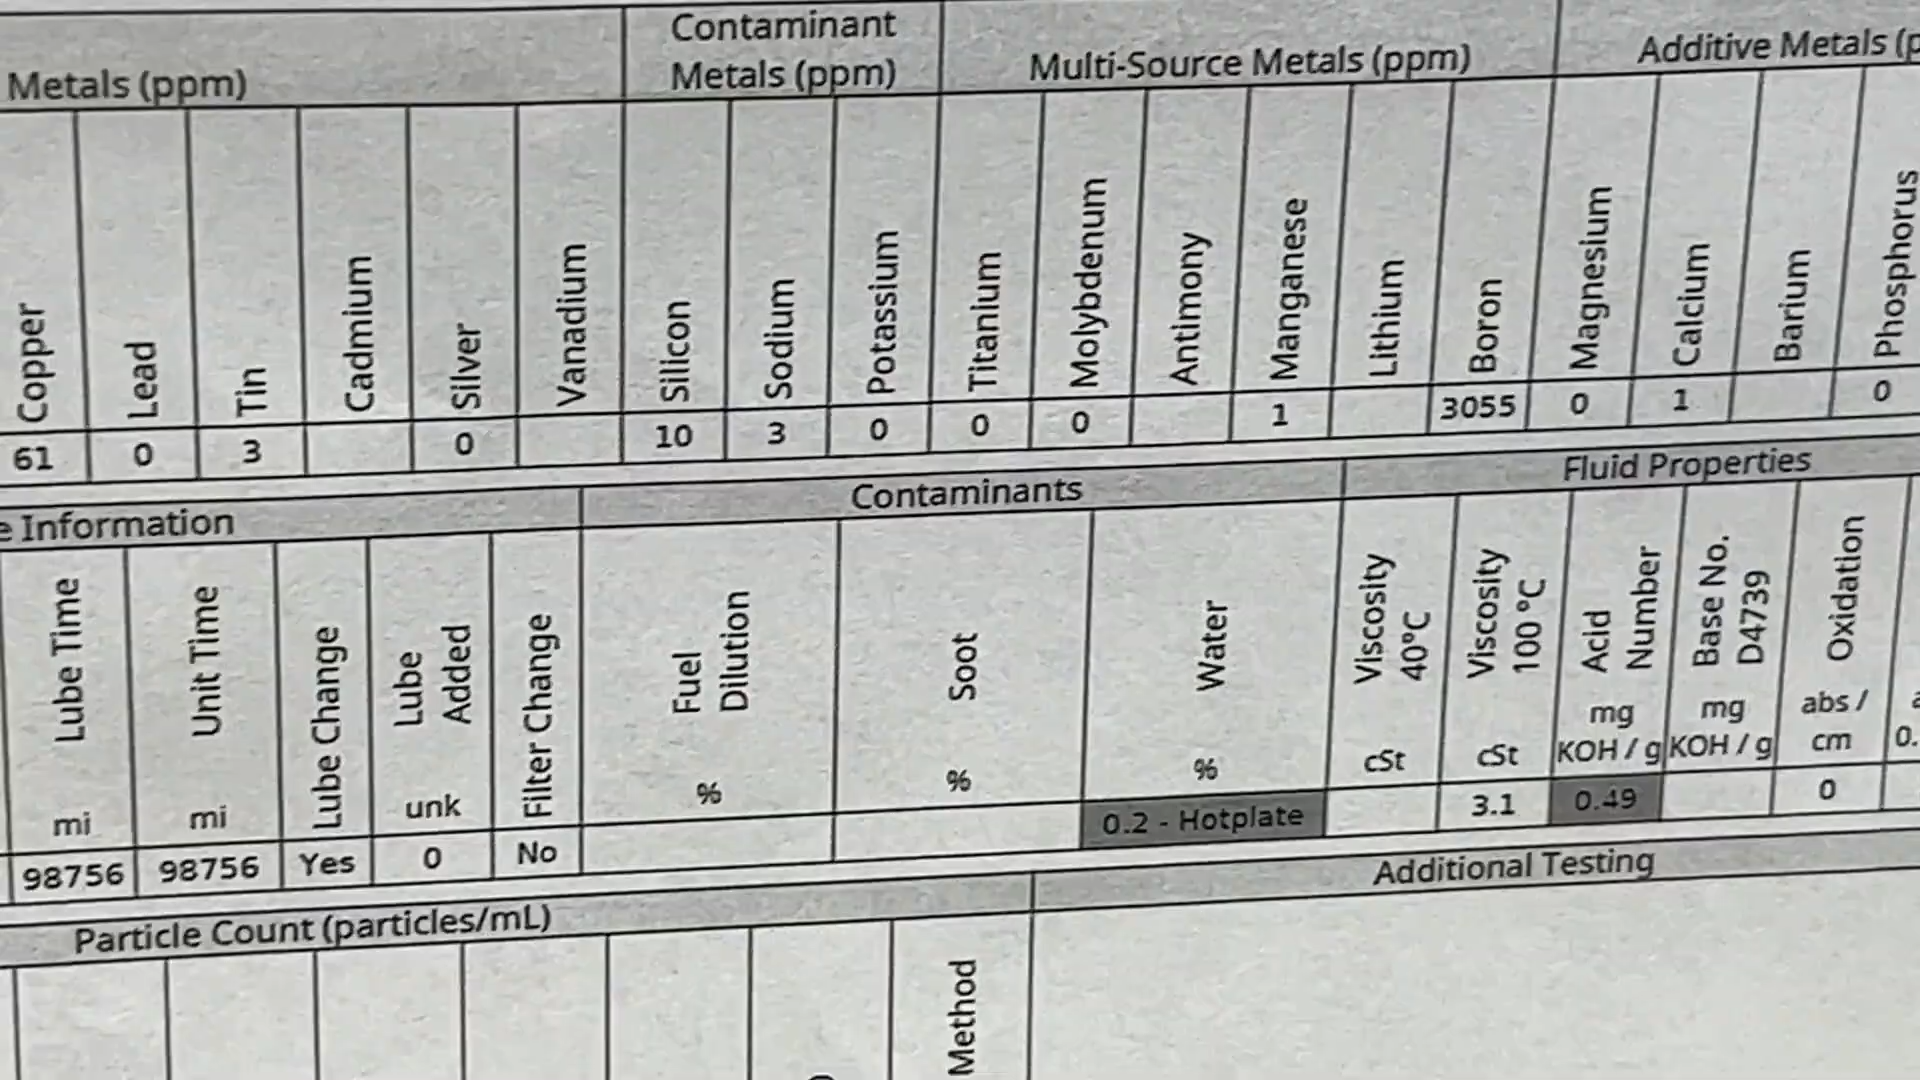 Metals (ppm)
Contaminant
Metals (ppm)
Multi-Source Metals (ppm)
Additive Metals (p
Copper
Lead
Tin
Cadmium
Silver
Vanadium
Silicon
Sodium
Potassium
Titanium
Molybdenum
Antimony
Manganese
Lithium
Boron
Magnesium
Calcium
Barium
Phosphorus
61 0 3 0 10 3 0 0 0 1 3055 0 1 0
e Information
Contaminants
Fluid Properties
Lube Time
mi
Unit Time
mi
Lube Change
Lube
Added
unk
Filter Change
Fuel
Dilution
%
Soot
%
Water
%
Viscosity
40°C
cSt
Viscosity
100 °C
cSt
Acid
Number
mg
KOH / g
Base No.
D4739
mg
KOH / g
Oxidation
abs /
cm
0.
98756 98756 Yes 0 No 0.2 - Hotplate 3.1 0.49 0
Particle Count (particles/mL)
Additional Testing
Method